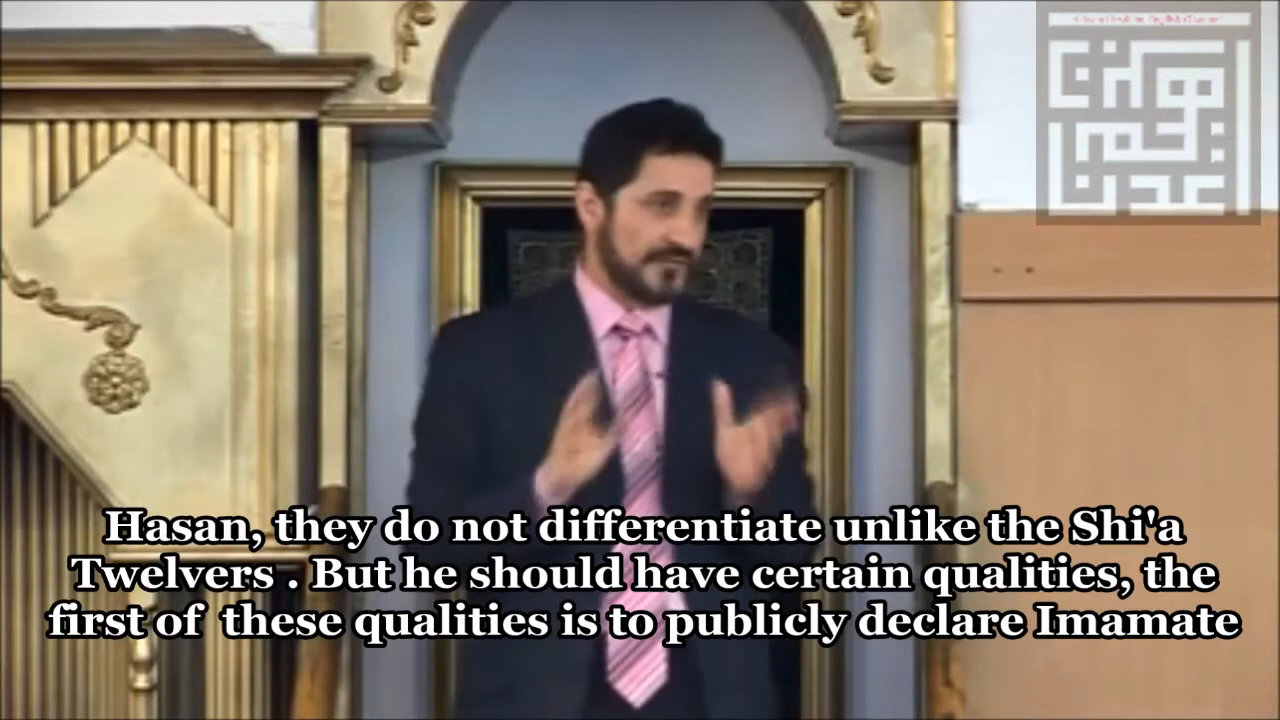 Hasan, they do not differentiate unlike the Shi'a
Twelvers . But he should have certain qualities, the
first of these qualities is to publicly declare Imamate